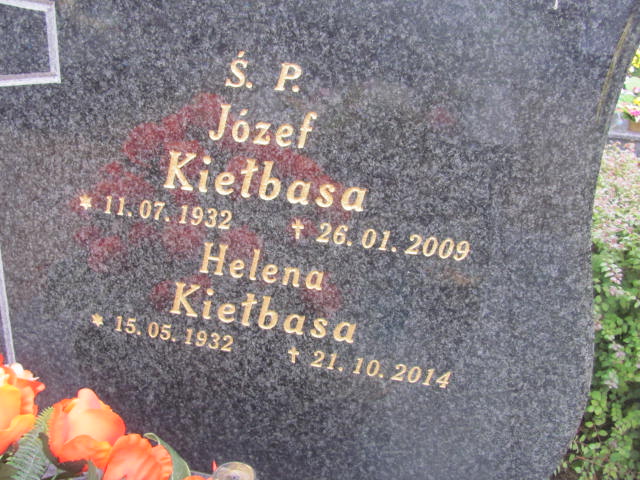 Ś. P.
Józef
Kiełbasa
* 11. 07. 1932 † 26. 01. 2009
Helena
Kiełbasa
* 15. 05. 1932 † 21. 10. 2014